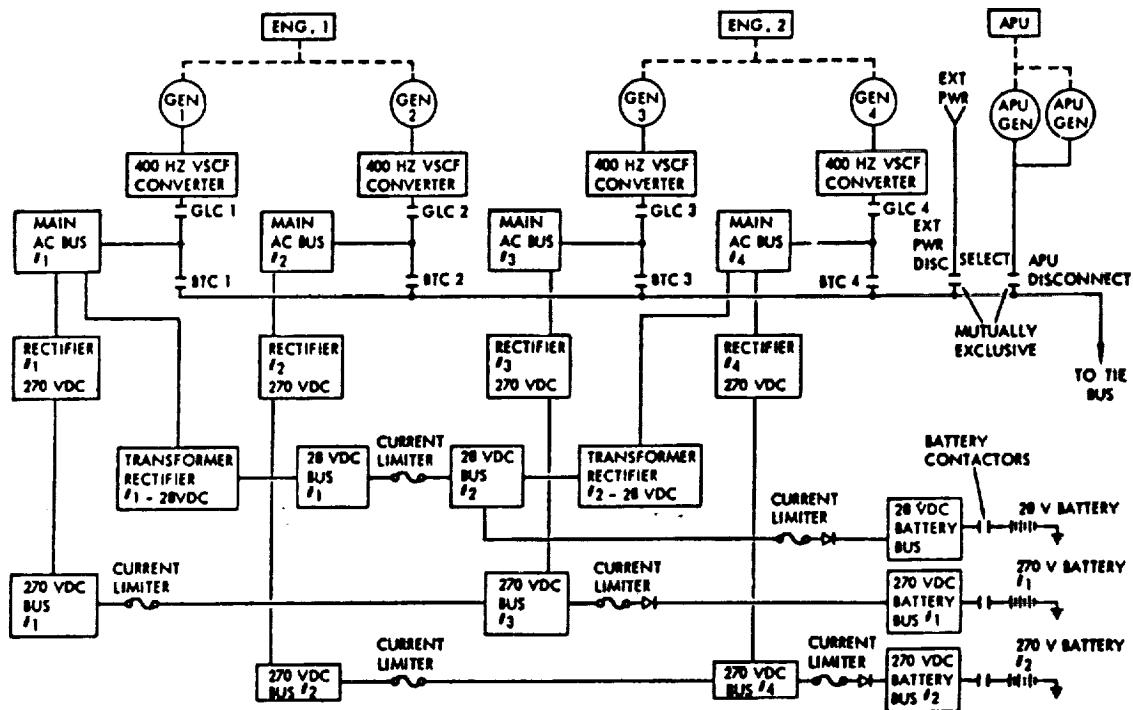 ENG. 1
ENG. 2
APU
GEN
1
GEN
2
GEN
3
GEN
4
EXT
PWR
APU
GEN
APU
GEN
400 HZ VSCF
CONVERTER
400 HZ VSCF
CONVERTER
400 HZ VSCF
CONVERTER
400 HZ VSCF
CONVERTER
GLC 1
GLC 2
GLC 3
GLC 4
MAIN
AC BUS
#1
MAIN
AC BUS
#2
MAIN
AC BUS
#3
MAIN
AC BUS
#4
EXT
PWR
DISC
SELECT
APU
DISCONNECT
BTC 1
BTC 2
BTC 3
BTC 4
MUTUALLY
EXCLUSIVE
TO TIE
BUS
RECTIFIER
#1
270 VDC
RECTIFIER
#2
270 VDC
RECTIFIER
#3
270 VDC
RECTIFIER
#4
270 VDC
TRANSFORMER
RECTIFIER
#1 - 28VDC
28 VDC
BUS
#1
CURRENT
LIMITER
28 VDC
BUS
#2
TRANSFORMER
RECTIFIER
#2 - 28 VDC
BATTERY
CONTACTORS
CURRENT
LIMITER
28 VDC
BATTERY
BUS
28 V BATTERY
270 VDC
BUS
#1
CURRENT
LIMITER
270 VDC
BUS
#3
CURRENT
LIMITER
270 VDC
BATTERY
BUS #1
270 V BATTERY
#1
270 VDC
BUS #2
CURRENT
LIMITER
270 VDC
BUS #4
CURRENT
LIMITER
270 VDC
BATTERY
BUS #2
270 V BATTERY
#2